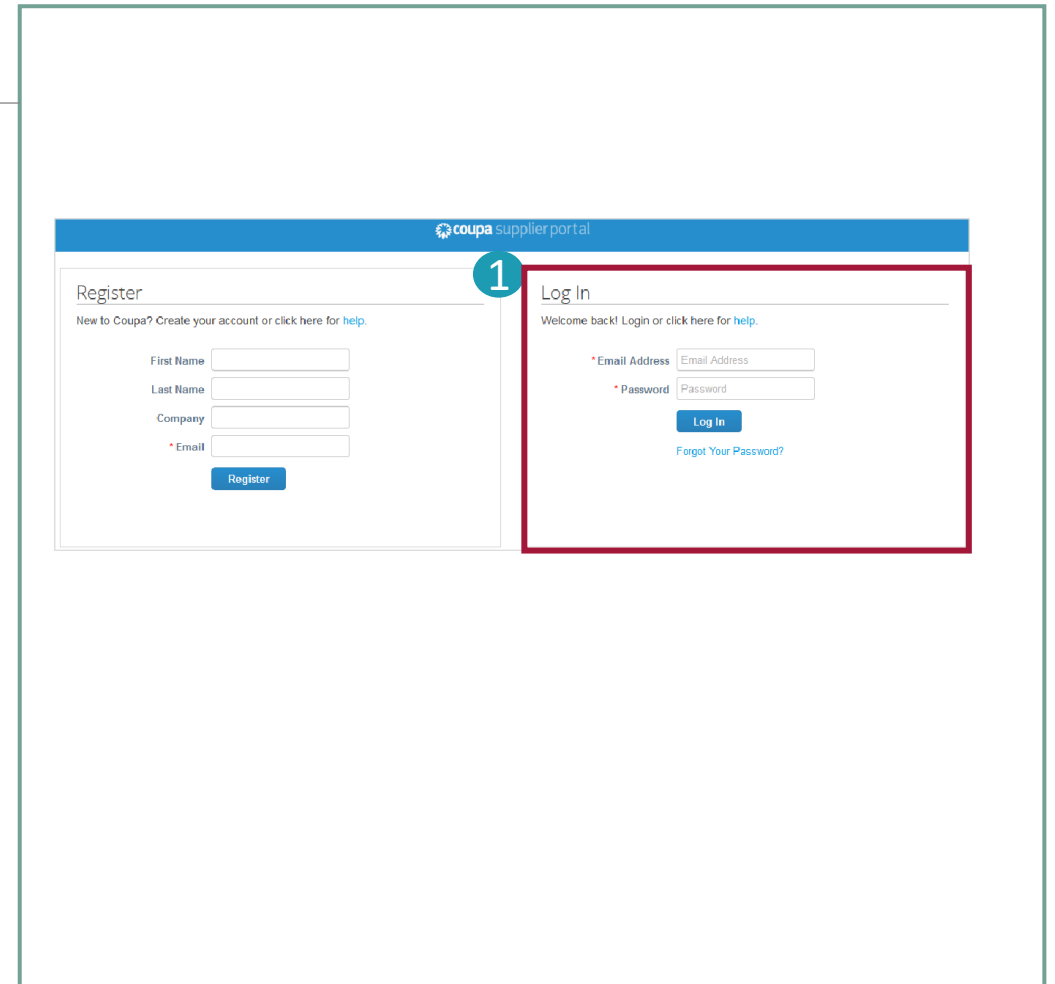 coupa supplier portal
1
Register
New to Coupa? Create your account or click here for help.
First Name
Last Name
Company
* Email
Register
Log In
Welcome back! Login or click here for help.
* Email Address Email Address
* Password Password
Log In
Forgot Your Password?